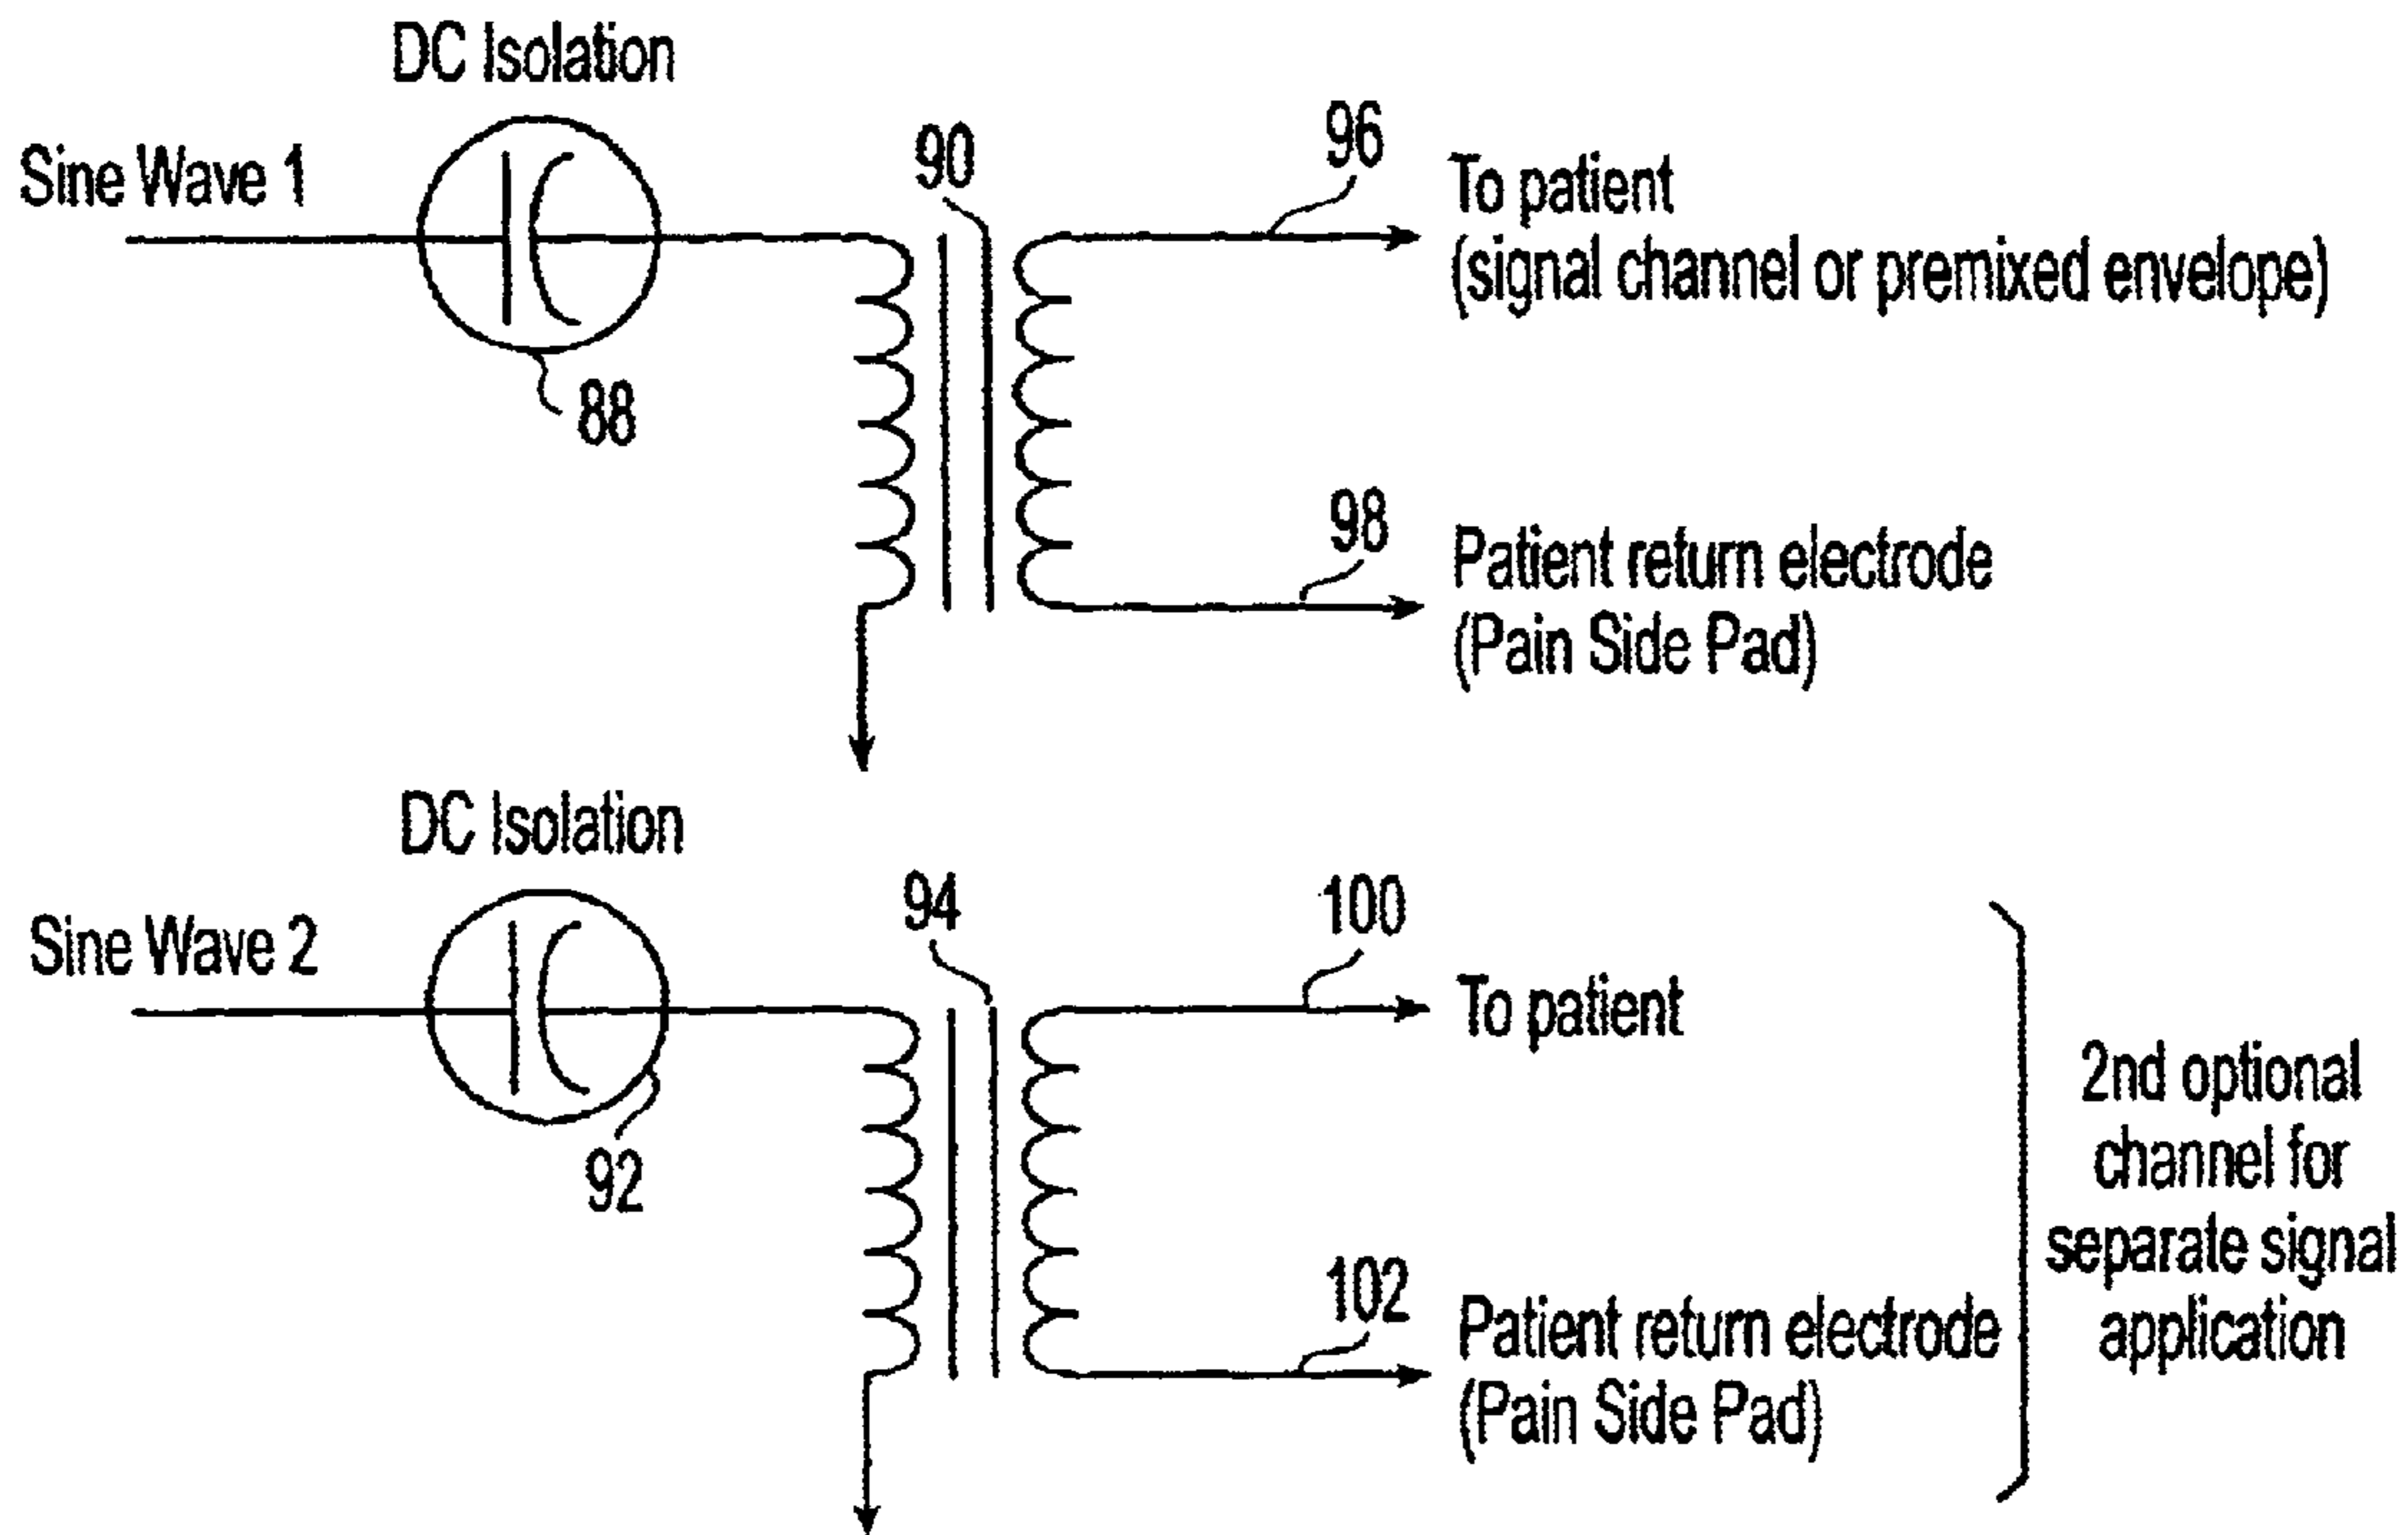 DC Isolation
Sine Wave 1
88
90
96
To patient
(signal channel or premixed envelope)
98
Patient return electrode
(Pain Side Pad)
DC Isolation
Sine Wave 2
92
94
100
To patient
102
Patient return electrode
(Pain Side Pad)
2nd optional
channel for
separate signal
application